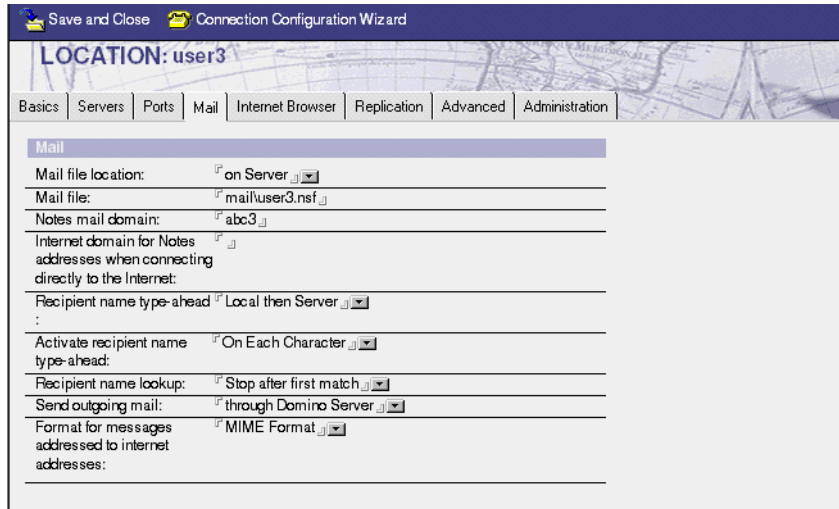 Save and Close Connection Configuration Wizard
LOCATION: user3
Basics Servers Ports Mail Internet Browser Replication Advanced Administration
Mail
Mail file location: on Server
Mail file: mail\user3.nsf
Notes mail domain: abc3
Internet domain for Notes
addresses when connecting
directly to the Internet:
Recipient name type-ahead Local then Server
:
Activate recipient name On Each Character
type-ahead:
Recipient name lookup: Stop after first match
Send outgoing mail: through Domino Server
Format for messages MIME Format
addressed to internet
addresses: